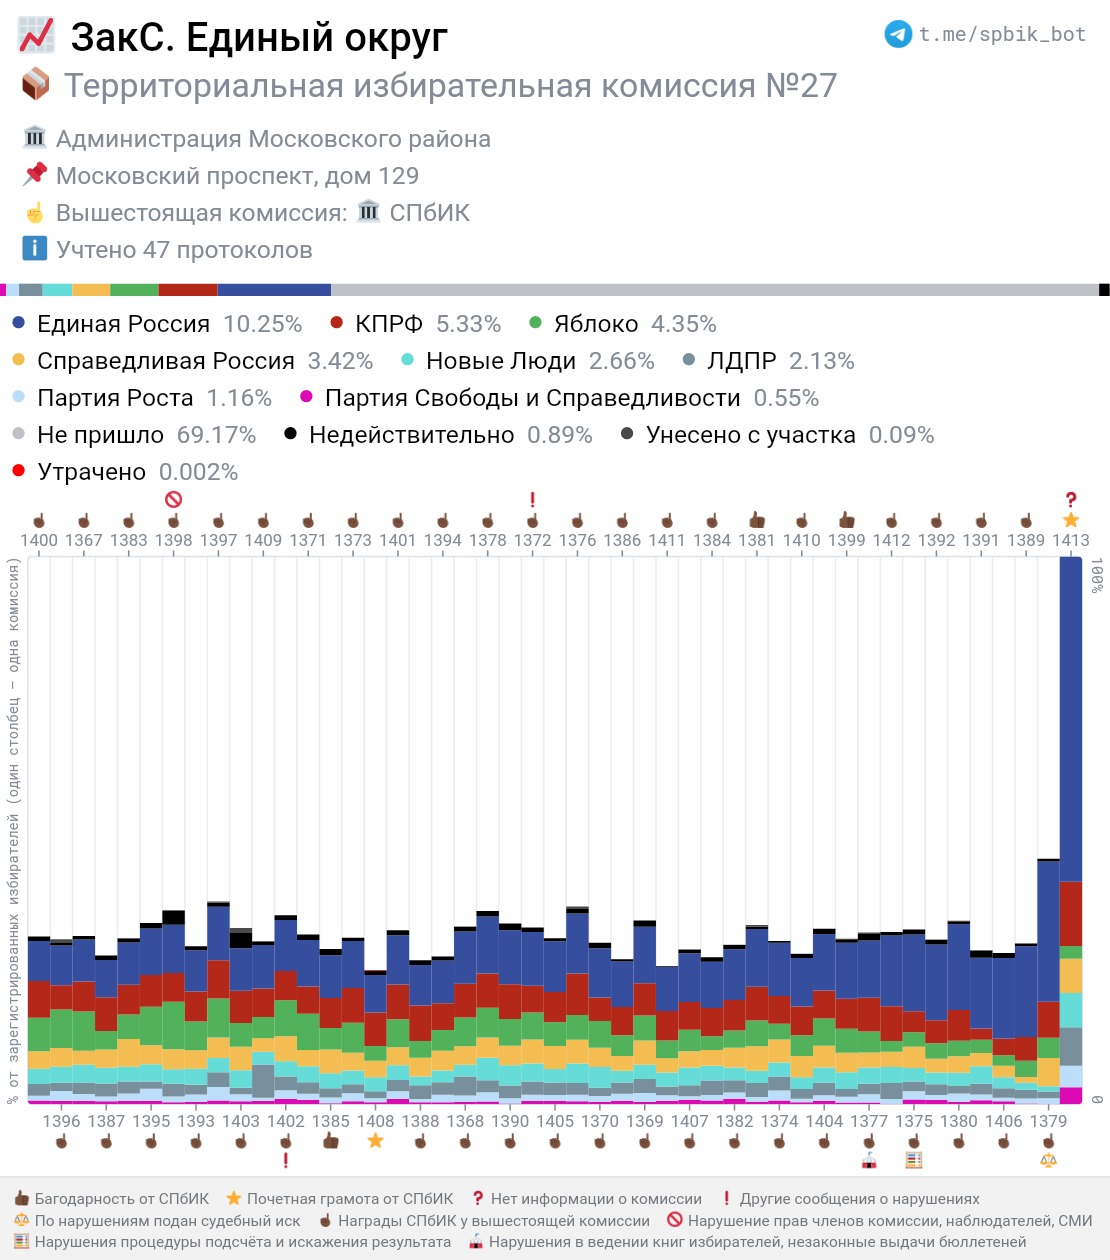 ЗакС. Единый округ
t.me/spbik_bot
Территориальная избирательная комиссия №27
Администрация Московского района
Московский проспект, дом 129
Вышестоящая комиссия: СПбИК
Учтено 47 протоколов
Единая Россия 10.25% КПРФ 5.33% Яблоко 4.35%
Справедливая Россия 3.42% Новые Люди 2.66% ЛДПР 2.13%
Партия Роста 1.16% Партия Свободы и Справедливости 0.55%
Не пришло 69.17% Недействительно 0.89% Унесено с участка 0.09%
Утрачено 0.002%
1400 1367 1383 1398 1397 1409 1371 1373 1401 1394 1378 1372 1376 1386 1411 1384 1381 1410 1399 1412 1392 1391 1389 1413
% от зарегистрированных избирателей (один столбец — одна комиссия)
100%
0
1396 1387 1395 1393 1403 1402 1385 1408 1388 1368 1390 1405 1370 1369 1407 1382 1374 1404 1377 1375 1380 1406 1379
Багодарность от СПбИК Почетная грамота от СПбИК Нет информации о комиссии Другие сообщения о нарушениях
По нарушениям подан судебный иск Награды СПбИК у вышестоящей комиссии Нарушение прав членов комиссии, наблюдателей, СМИ
Нарушения процедуры подсчёта и искажения результата Нарушения в ведении книг избирателей, незаконные выдачи бюллетеней